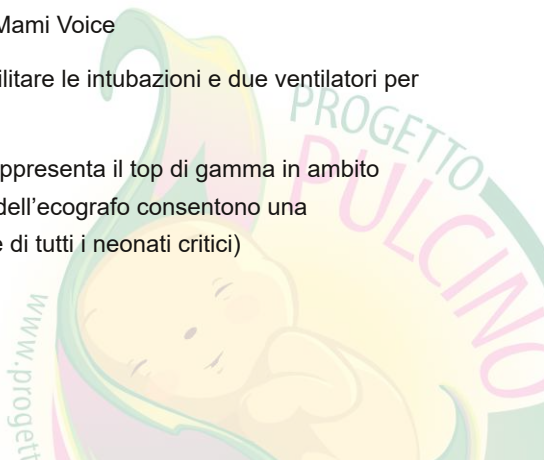 Mami Voice
ilitare le intubazioni e due ventilatori per
ppresenta il top di gamma in ambito
dell’ecografo consentono una
e di tutti i neonati critici)
PROGETTO
PULCINO
www.progett